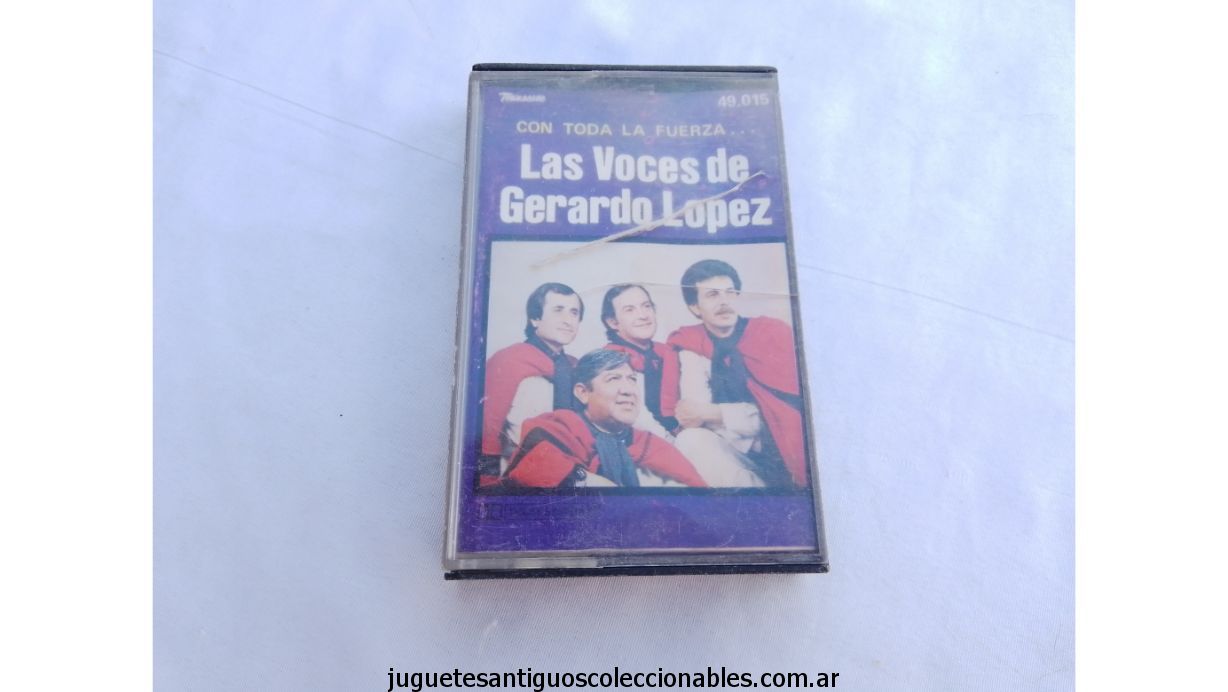 49.015
CON TODA LA FUERZA...
Las Voces de
Gerardo Lopez
juguetesantiguoscoleccionables.com.ar